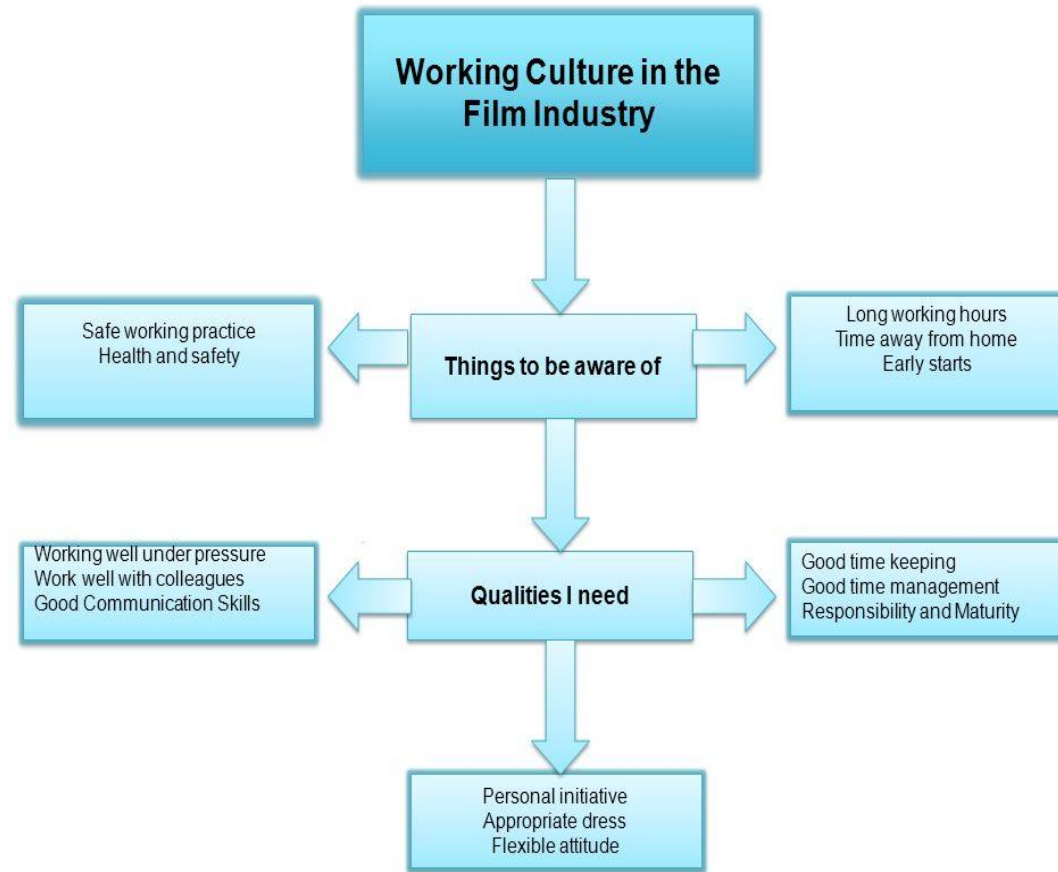 Working Culture in the
Film Industry
Safe working practice
Health and safety
Things to be aware of
Long working hours
Time away from home
Early starts
Working well under pressure
Work well with colleagues
Good Communication Skills
Qualities I need
Good time keeping
Good time management
Responsibility and Maturity
Personal initiative
Appropriate dress
Flexible attitude